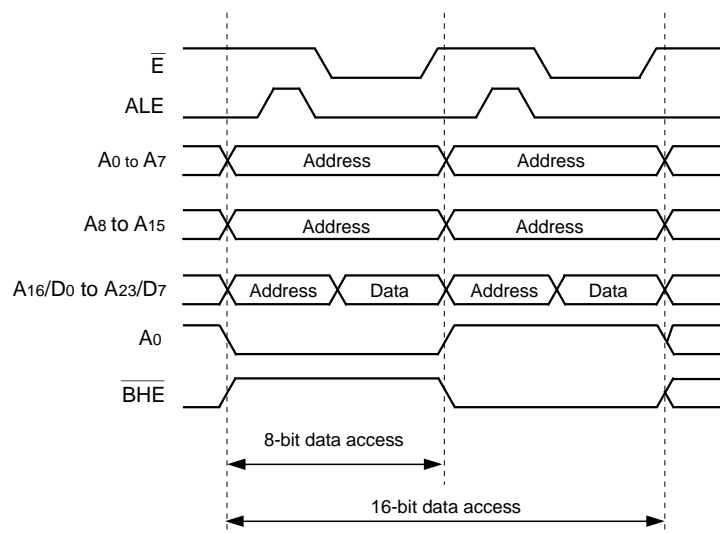 E
ALE
A0 to A7 Address Address
A8 to A15 Address Address
A16/D0 to A23/D7 Address Data Address Data
A0
BHE
8-bit data access
16-bit data access